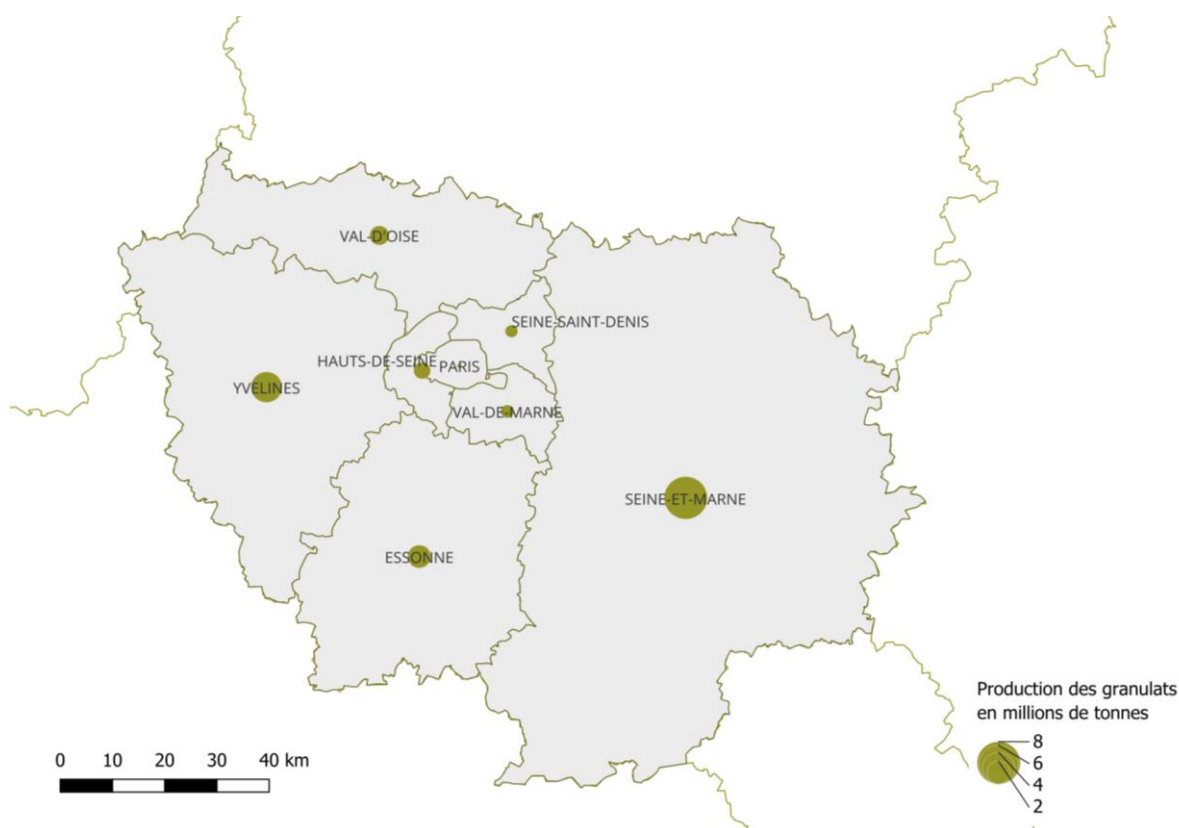 VAL-D'OISE
SEINE-SAINT-DENIS
HAUTS-DE-SEINE
PARIS
YVELINES
VAL-DE-MARNE
SEINE-ET-MARNE
ESSONNE
Production des granulats
en millions de tonnes
8
6
4
2
0 10 20 30 40 km